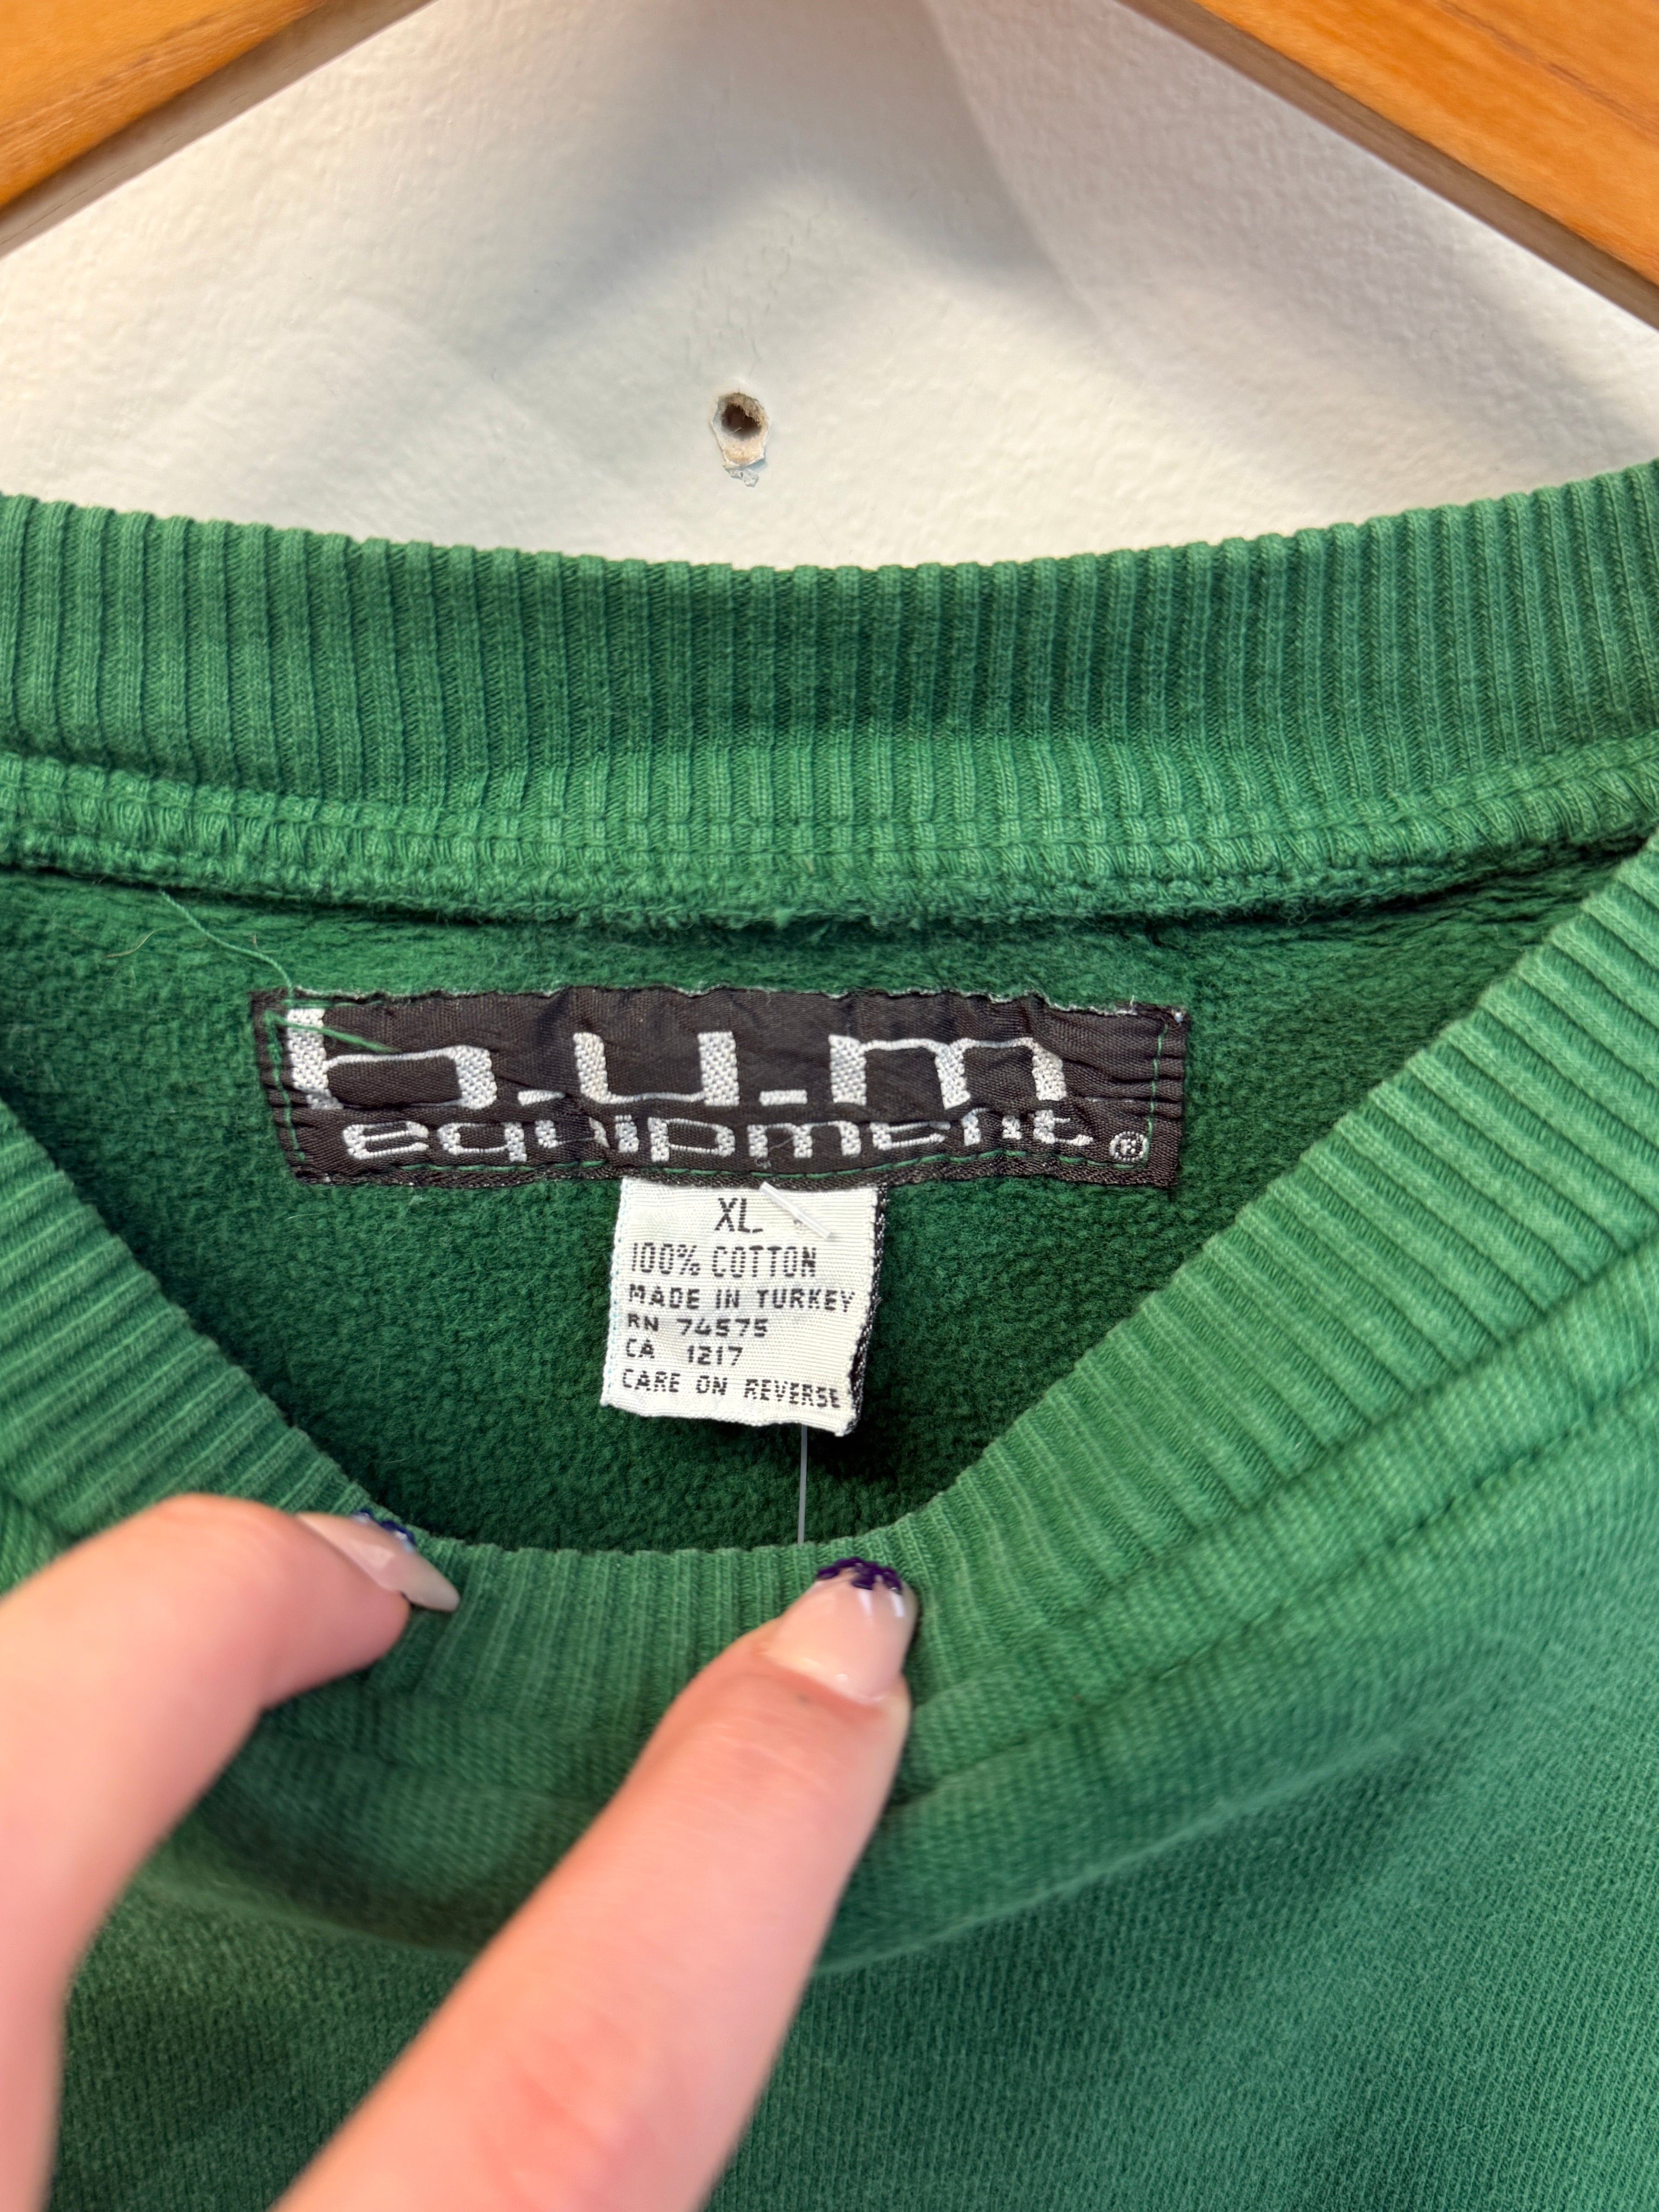 b.u.m
equipment®
XL
100% COTTON
MADE IN TURKEY
RN 74575
CA 1217
CARE ON REVERSE